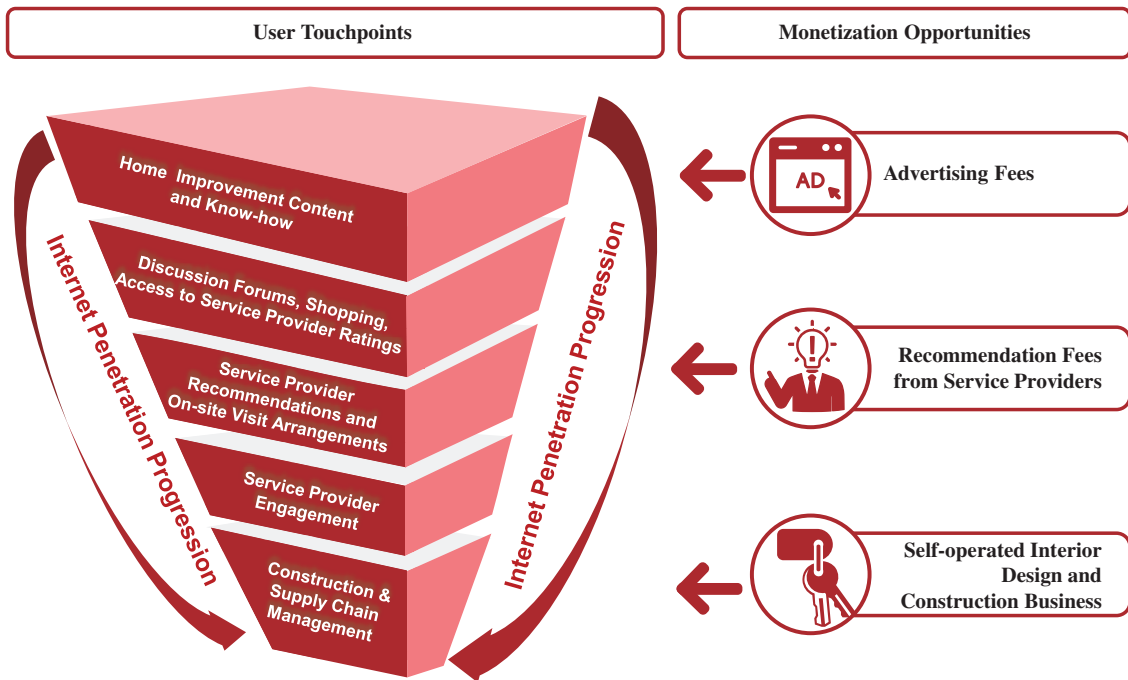 User Touchpoints
Monetization Opportunities
Home Improvement Content
and Know-how
Discussion Forums, Shopping,
Access to Service Provider Ratings
Service Provider
Recommendations and
On-site Visit Arrangements
Service Provider
Engagement
Construction &
Supply Chain
Management
Internet Penetration Progression
Internet Penetration Progression
AD
Advertising Fees
Recommendation Fees
from Service Providers
Self-operated Interior
Design and
Construction Business